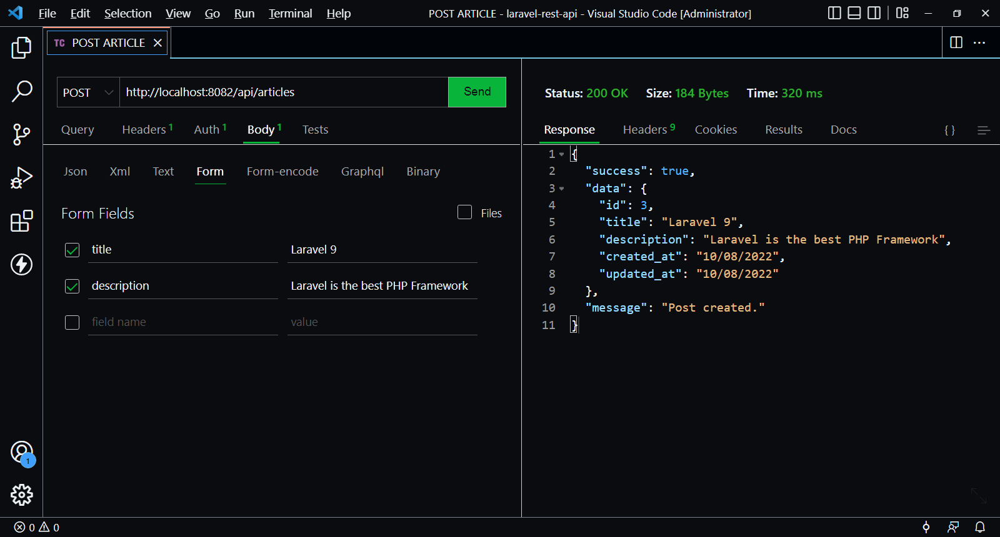 File Edit Selection View Go Run Terminal Help POST ARTICLE - laravel-rest-api - Visual Studio Code [Administrator]
TC POST ARTICLE
POST http://localhost:8082/api/articles Send
Query Headers 1 Auth 1 Body 1 Tests
Json Xml Text Form Form-encode Graphql Binary
Form Fields Files
title Laravel 9
description Laravel is the best PHP Framework
field name value
Status: 200 OK Size: 184 Bytes Time: 320 ms
Response Headers 9 Cookies Results Docs { }
1 {
2 "success": true,
3 "data": {
4 "id": 3,
5 "title": "Laravel 9",
6 "description": "Laravel is the best PHP Framework",
7 "created_at": "10/08/2022",
8 "updated_at": "10/08/2022"
9 },
10 "message": "Post created."
11 }
1
0 0